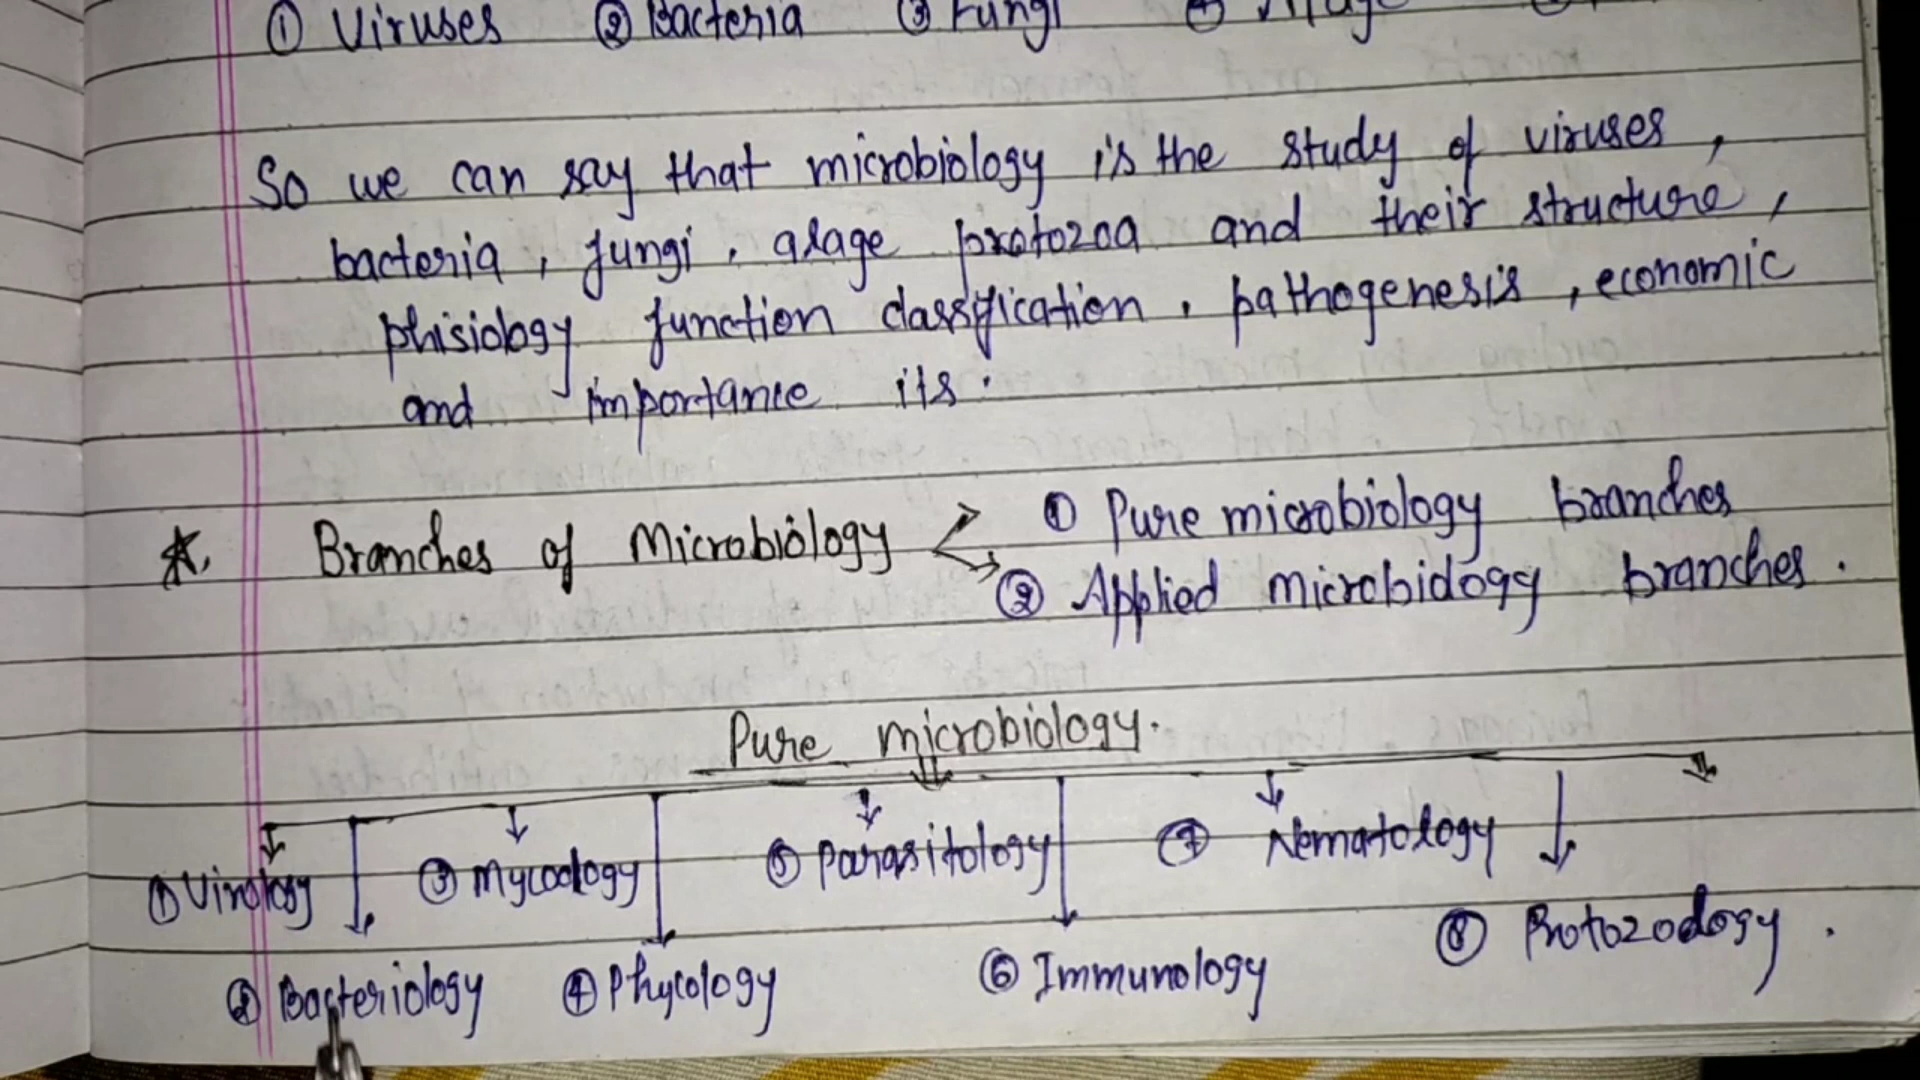 ① Viruses ② Bacteria ③ Fungi ④
So we can say that microbiology is the study of viruses ,
bacteria , fungi , alage protozoa and their structure ,
phisiology function classification , pathogenesis , economic
and importance its .
Branches of Microbiology
① Pure microbiology branches
② Applied microbiology branches .
Pure microbiology .
① Virology ③ Mycology ⑤ Parasitology ⑦ Nematology
② Bacteriology ④ Phycology ⑥ Immunology ⑧ Protozoology .